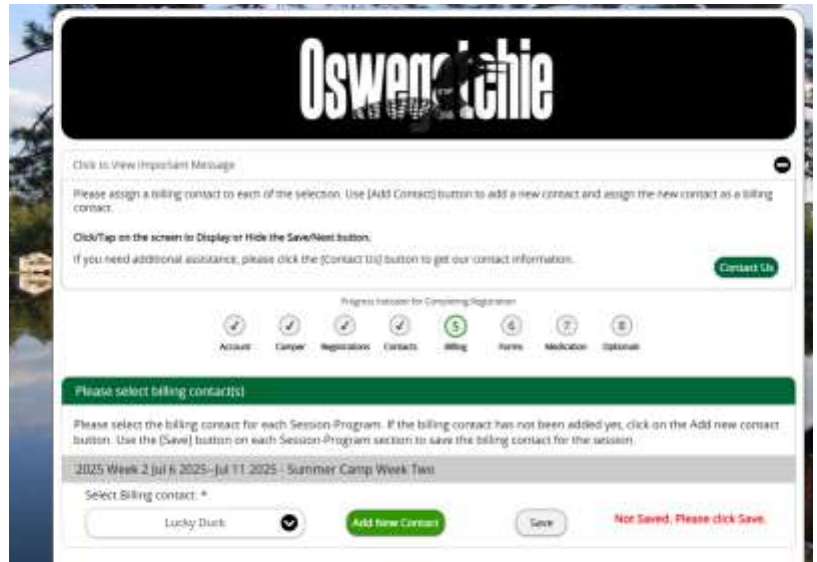 Oswegatchie
Click to View Important Message
Please assign a billing contact to each of the selection. Use [Add Contact] button to add a new contact and assign the new contact as a billing
contact.
Click/Tap on the screen to Display or Hide the Save/Next button.
If you need additional assistance, please click the [Contact Us] button to get our contact information.
Contact Us
Progress Indicator for Completing Registration
5 6 7 8
Account Camper Registrations Contacts Billing Forms Medication Optionals
Please select billing contact(s)
Please select the billing contact for each Session-Program. If the billing contact has not been added yet, click on the Add new contact
button. Use the [Save] button on each Session-Program section to save the billing contact for the session.
2025 Week 2 Jul 6 2025--Jul 11 2025 - Summer Camp Week Two
Select Billing contact: *
Lucky Duck Add New Contact Save Not Saved, Please click Save.